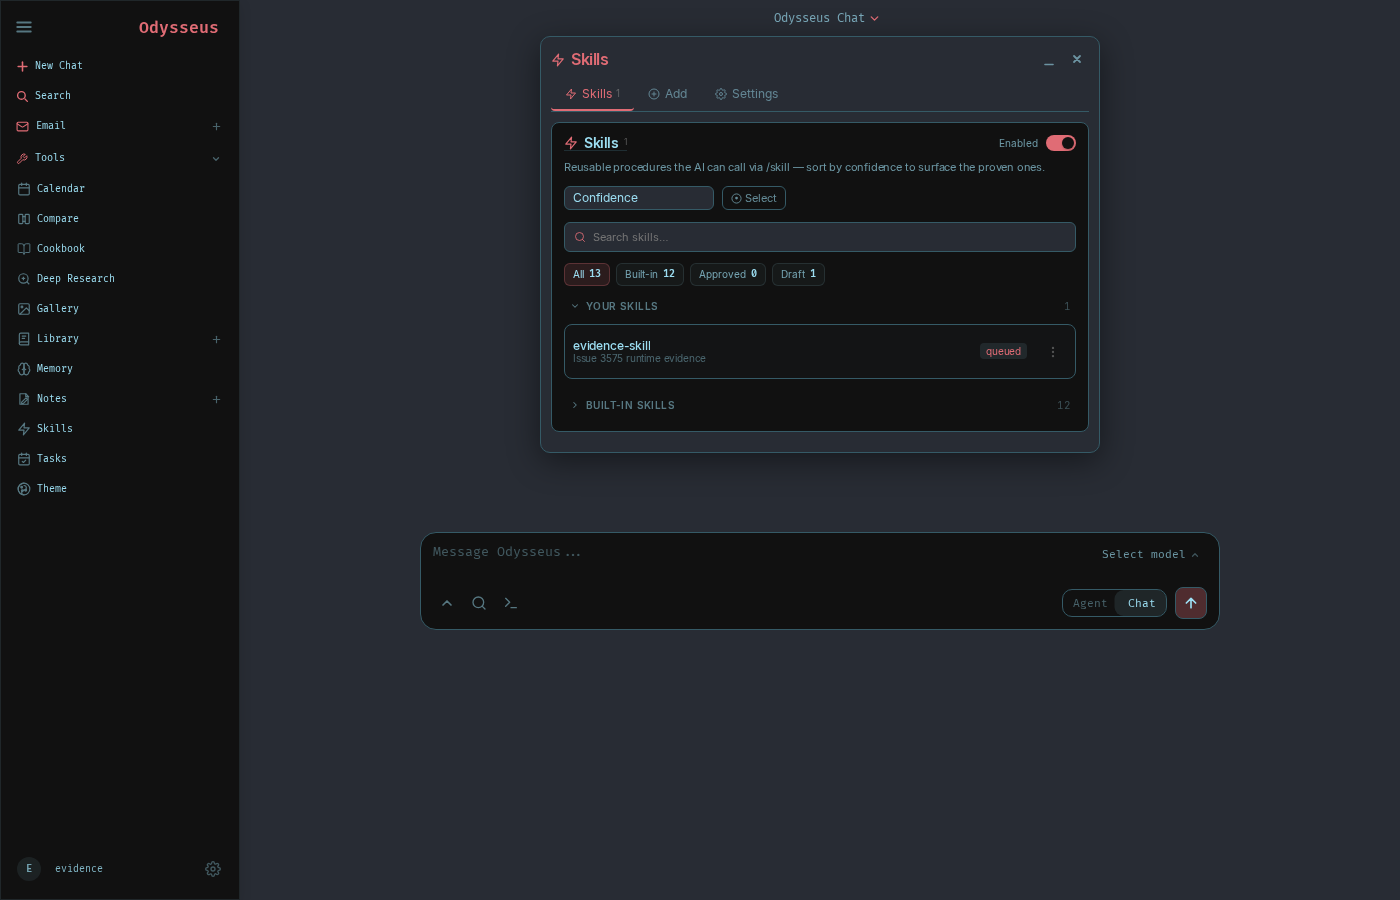 Odysseus
New Chat
Search
Email
Tools
Calendar
Compare
Cookbook
Deep Research
Gallery
Library
Memory
Notes
Skills
Tasks
Theme
E evidence
Odysseus Chat
Skills
Skills 1 Add Settings
Skills 1 Enabled
Reusable procedures the AI can call via /skill — sort by confidence to surface the proven ones.
Confidence Select
Search skills...
All 13 Built-in 12 Approved 0 Draft 1
YOUR SKILLS 1
evidence-skill queued
Issue 3575 runtime evidence
BUILT-IN SKILLS 12
Message Odysseus... Select model
Agent Chat